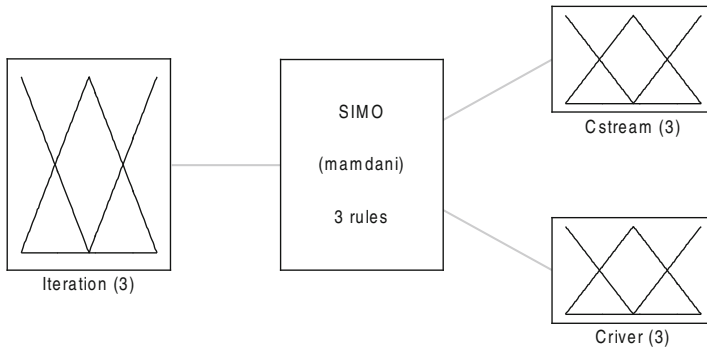 Iteration (3)
SIMO
(mamdani)
3 rules
Cstream (3)
Criver (3)